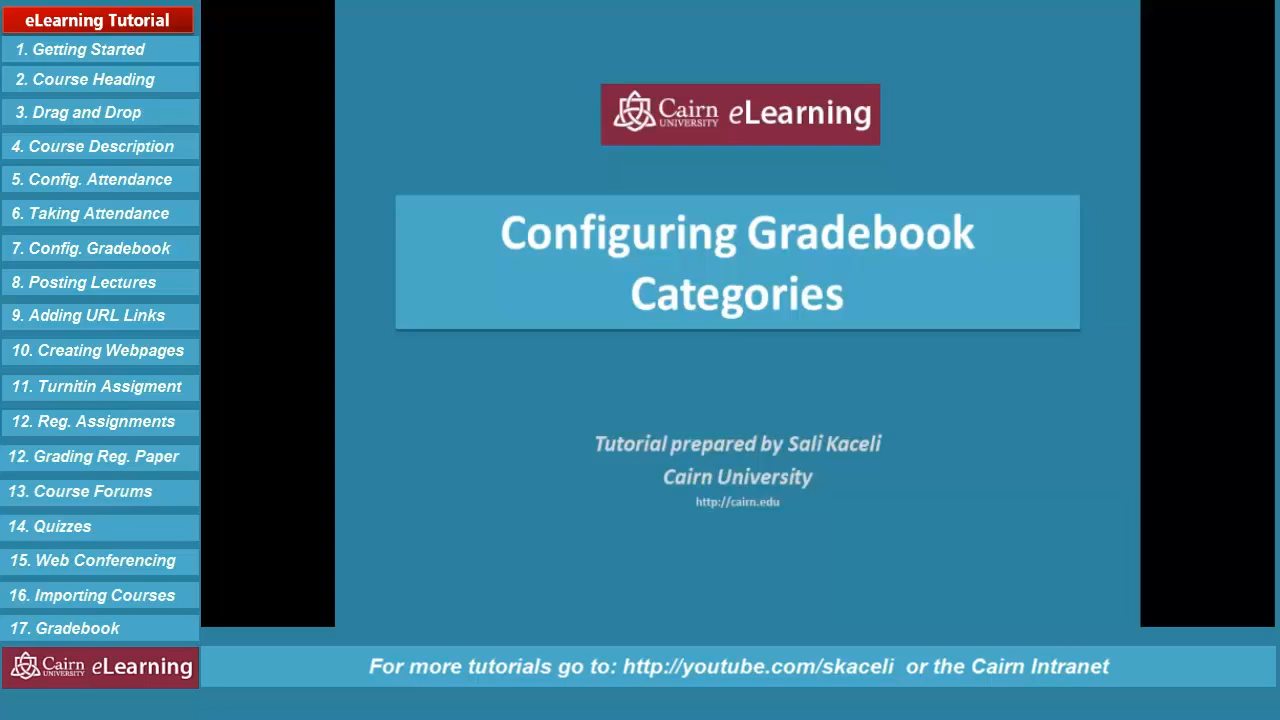 eLearning Tutorial
1. Getting Started
2. Course Heading
3. Drag and Drop
4. Course Description
5. Config. Attendance
6. Taking Attendance
7. Config. Gradebook
8. Posting Lectures
9. Adding URL Links
10. Creating Webpages
11. Turnitin Assigment
12. Reg. Assignments
12. Grading Reg. Paper
13. Course Forums
14. Quizzes
15. Web Conferencing
16. Importing Courses
17. Gradebook
Cairn UNIVERSITY eLearning
Cairn UNIVERSITY eLearning
Configuring Gradebook
Categories
Tutorial prepared by Sali Kaceli
Cairn University
http://cairn.edu
For more tutorials go to: http://youtube.com/skaceli or the Cairn Intranet